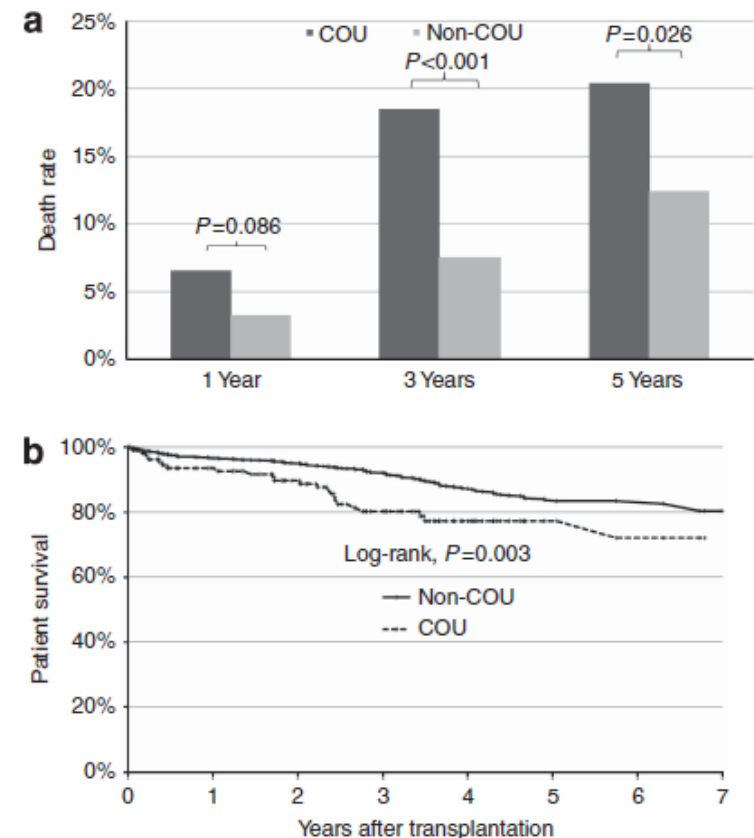 a
COU Non-COU
P=0.026
P<0.001
P=0.086
Death rate
25%
20%
15%
10%
5%
0%
1 Year 3 Years 5 Years
b
Patient survival
100%
80%
60%
40%
20%
0%
Log-rank, P=0.003
Non-COU
COU
0 1 2 3 4 5 6 7
Years after transplantation